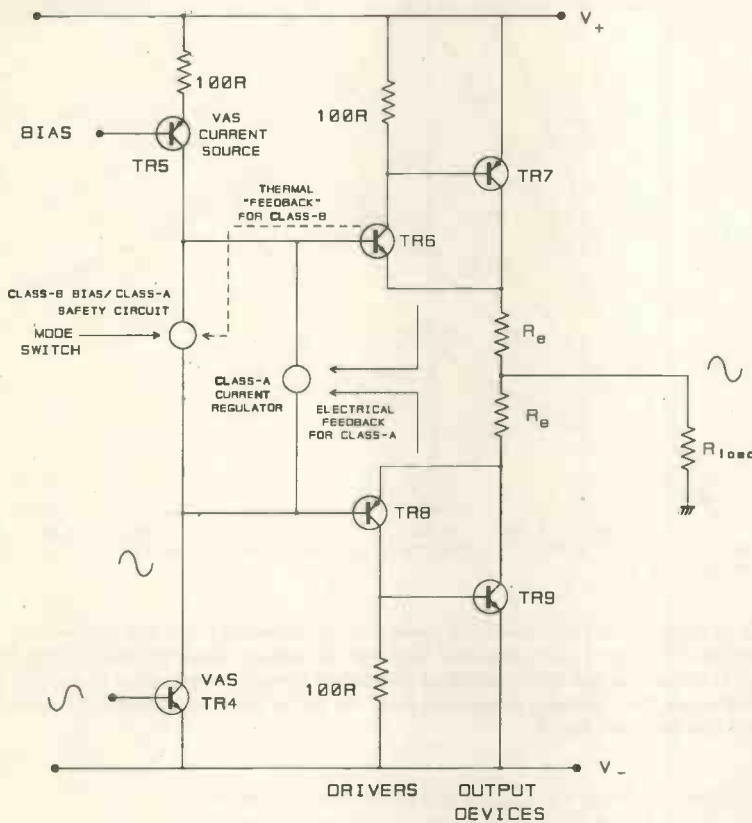 V+
100R
VAS
CURRENT
SOURCE
BIAS
TR5
100R
TR7
THERMAL
"FEEDBACK"
FOR CLASS-B
TR6
CLASS-B BIAS/CLASS-A
SAFETY CIRCUIT
MODE
SWITCH
CLASS-A
CURRENT
REGULATOR
ELECTRICAL
FEEDBACK
FOR CLASS-A
Re
Re
Rload
TR8
TR9
VAS
TR4
100R
V-
DRIVERS
OUTPUT
DEVICES